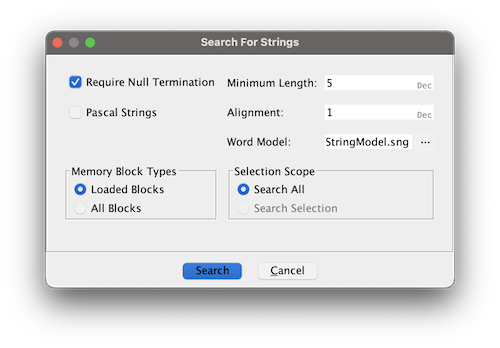 Search For Strings
Require Null Termination
Minimum Length: 5 Dec
Pascal Strings
Alignment: 1 Dec
Word Model: StringModel.sng ...
Memory Block Types
Loaded Blocks
All Blocks
Selection Scope
Search All
Search Selection
Search
Cancel